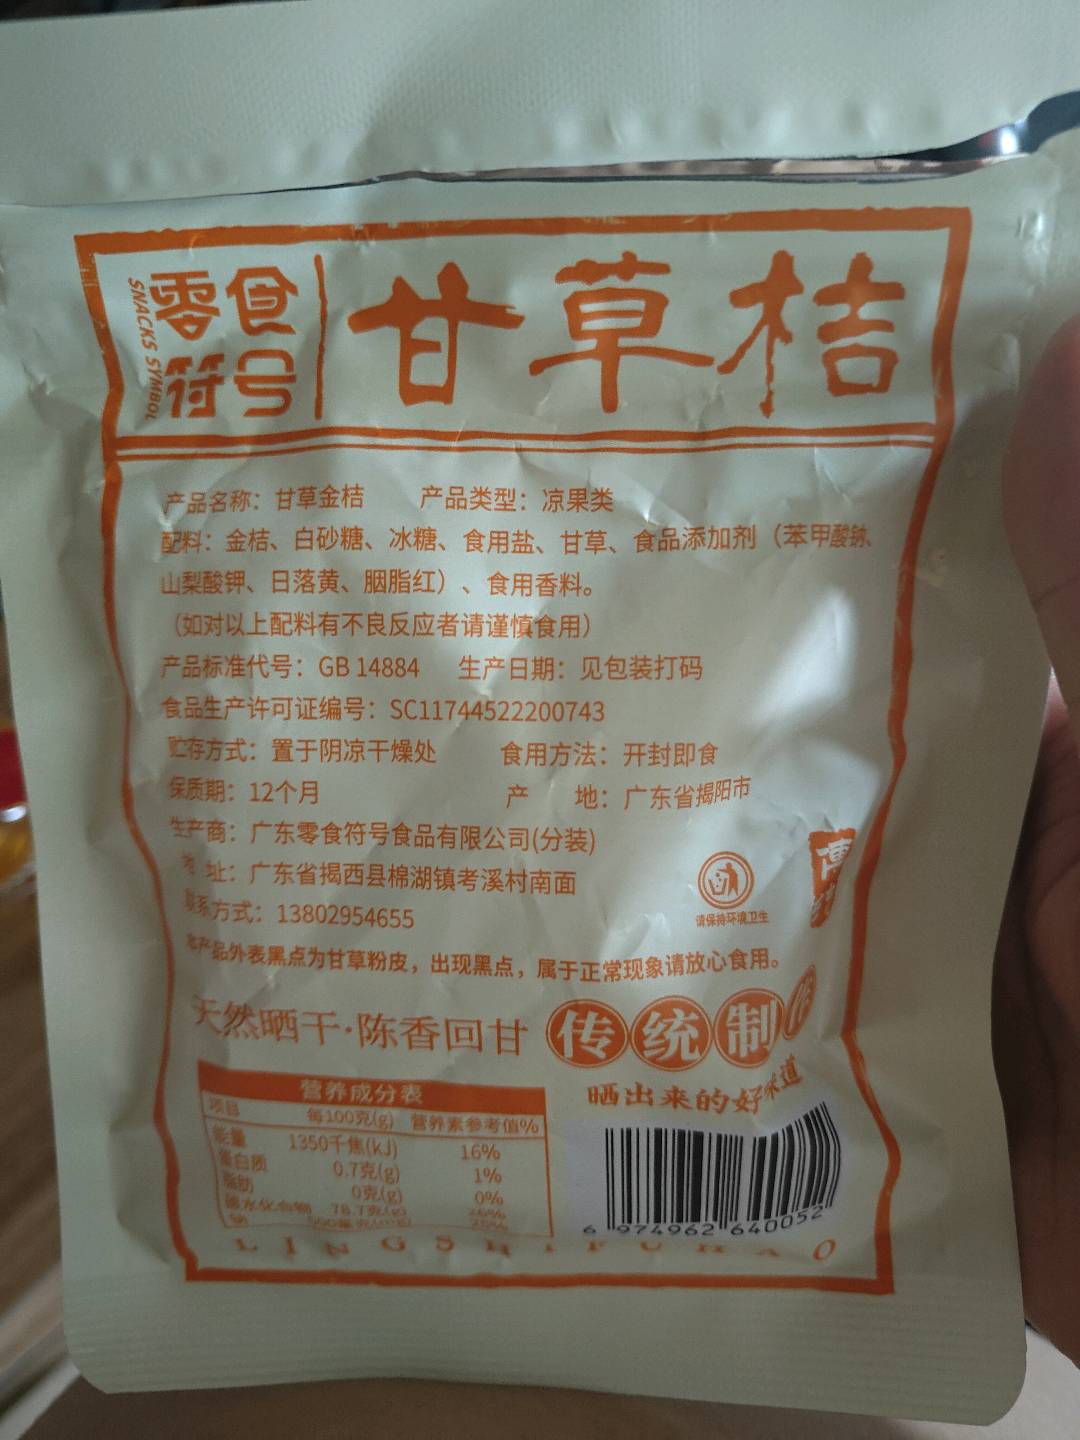 零食
符号
SNACKS SYMBOL
甘草桔
产品名称：甘草金桔 产品类型：凉果类
配料：金桔、白砂糖、冰糖、食用盐、甘草、食品添加剂（苯甲酸钠、
山梨酸钾、日落黄、胭脂红）、食用香料。
（如对以上配料有不良反应者请谨慎食用）
产品标准代号：GB 14884 生产日期：见包装打码
食品生产许可证编号：SC11744522200743
贮存方式：置于阴凉干燥处 食用方法：开封即食
保质期：12个月 产 地：广东省揭阳市
生产商：广东零食符号食品有限公司(分装)
地 址：广东省揭西县棉湖镇考溪村南面
联系方式：13802954655
请保持环境卫生
本产品外表黑点为甘草粉皮，出现黑点，属于正常现象请放心食用。
天然晒干·陈香回甘 传统制作
晒出来的好味道
营养成分表
项目 每100克(g) 营养素参考值%
能量 1350千焦(kJ) 16%
蛋白质 0.7克(g) 1%
脂肪 0克(g) 0%
碳水化合物 78.7克(g) 26%
钠
6 974962 640052
LINGSHIFUHAO